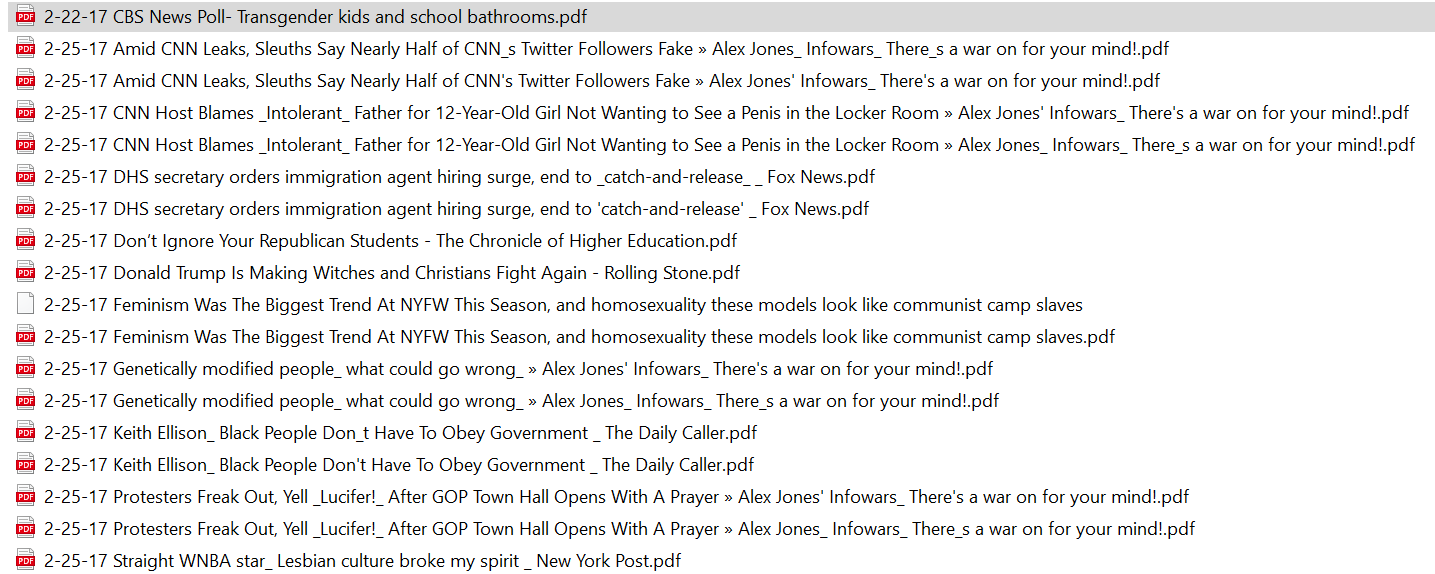 2-22-17 CBS News Poll- Transgender kids and school bathrooms.pdf
2-25-17 Amid CNN Leaks, Sleuths Say Nearly Half of CNN_s Twitter Followers Fake » Alex Jones_ Infowars_ There_s a war on for your mind!.pdf
2-25-17 Amid CNN Leaks, Sleuths Say Nearly Half of CNN's Twitter Followers Fake » Alex Jones' Infowars_ There's a war on for your mind!.pdf
2-25-17 CNN Host Blames _Intolerant_ Father for 12-Year-Old Girl Not Wanting to See a Penis in the Locker Room » Alex Jones' Infowars_ There's a war on for your mind!.pdf
2-25-17 CNN Host Blames _Intolerant_ Father for 12-Year-Old Girl Not Wanting to See a Penis in the Locker Room » Alex Jones_ Infowars_ There_s a war on for your mind!.pdf
2-25-17 DHS secretary orders immigration agent hiring surge, end to _catch-and-release_ _ Fox News.pdf
2-25-17 DHS secretary orders immigration agent hiring surge, end to 'catch-and-release' _ Fox News.pdf
2-25-17 Don’t Ignore Your Republican Students - The Chronicle of Higher Education.pdf
2-25-17 Donald Trump Is Making Witches and Christians Fight Again - Rolling Stone.pdf
2-25-17 Feminism Was The Biggest Trend At NYFW This Season, and homosexuality these models look like communist camp slaves
2-25-17 Feminism Was The Biggest Trend At NYFW This Season, and homosexuality these models look like communist camp slaves.pdf
2-25-17 Genetically modified people_ what could go wrong_ » Alex Jones' Infowars_ There's a war on for your mind!.pdf
2-25-17 Genetically modified people_ what could go wrong_ » Alex Jones_ Infowars_ There_s a war on for your mind!.pdf
2-25-17 Keith Ellison_ Black People Don_t Have To Obey Government _ The Daily Caller.pdf
2-25-17 Keith Ellison_ Black People Don't Have To Obey Government _ The Daily Caller.pdf
2-25-17 Protesters Freak Out, Yell _Lucifer!_ After GOP Town Hall Opens With A Prayer » Alex Jones' Infowars_ There's a war on for your mind!.pdf
2-25-17 Protesters Freak Out, Yell _Lucifer!_ After GOP Town Hall Opens With A Prayer » Alex Jones_ Infowars_ There_s a war on for your mind!.pdf
2-25-17 Straight WNBA star_ Lesbian culture broke my spirit _ New York Post.pdf